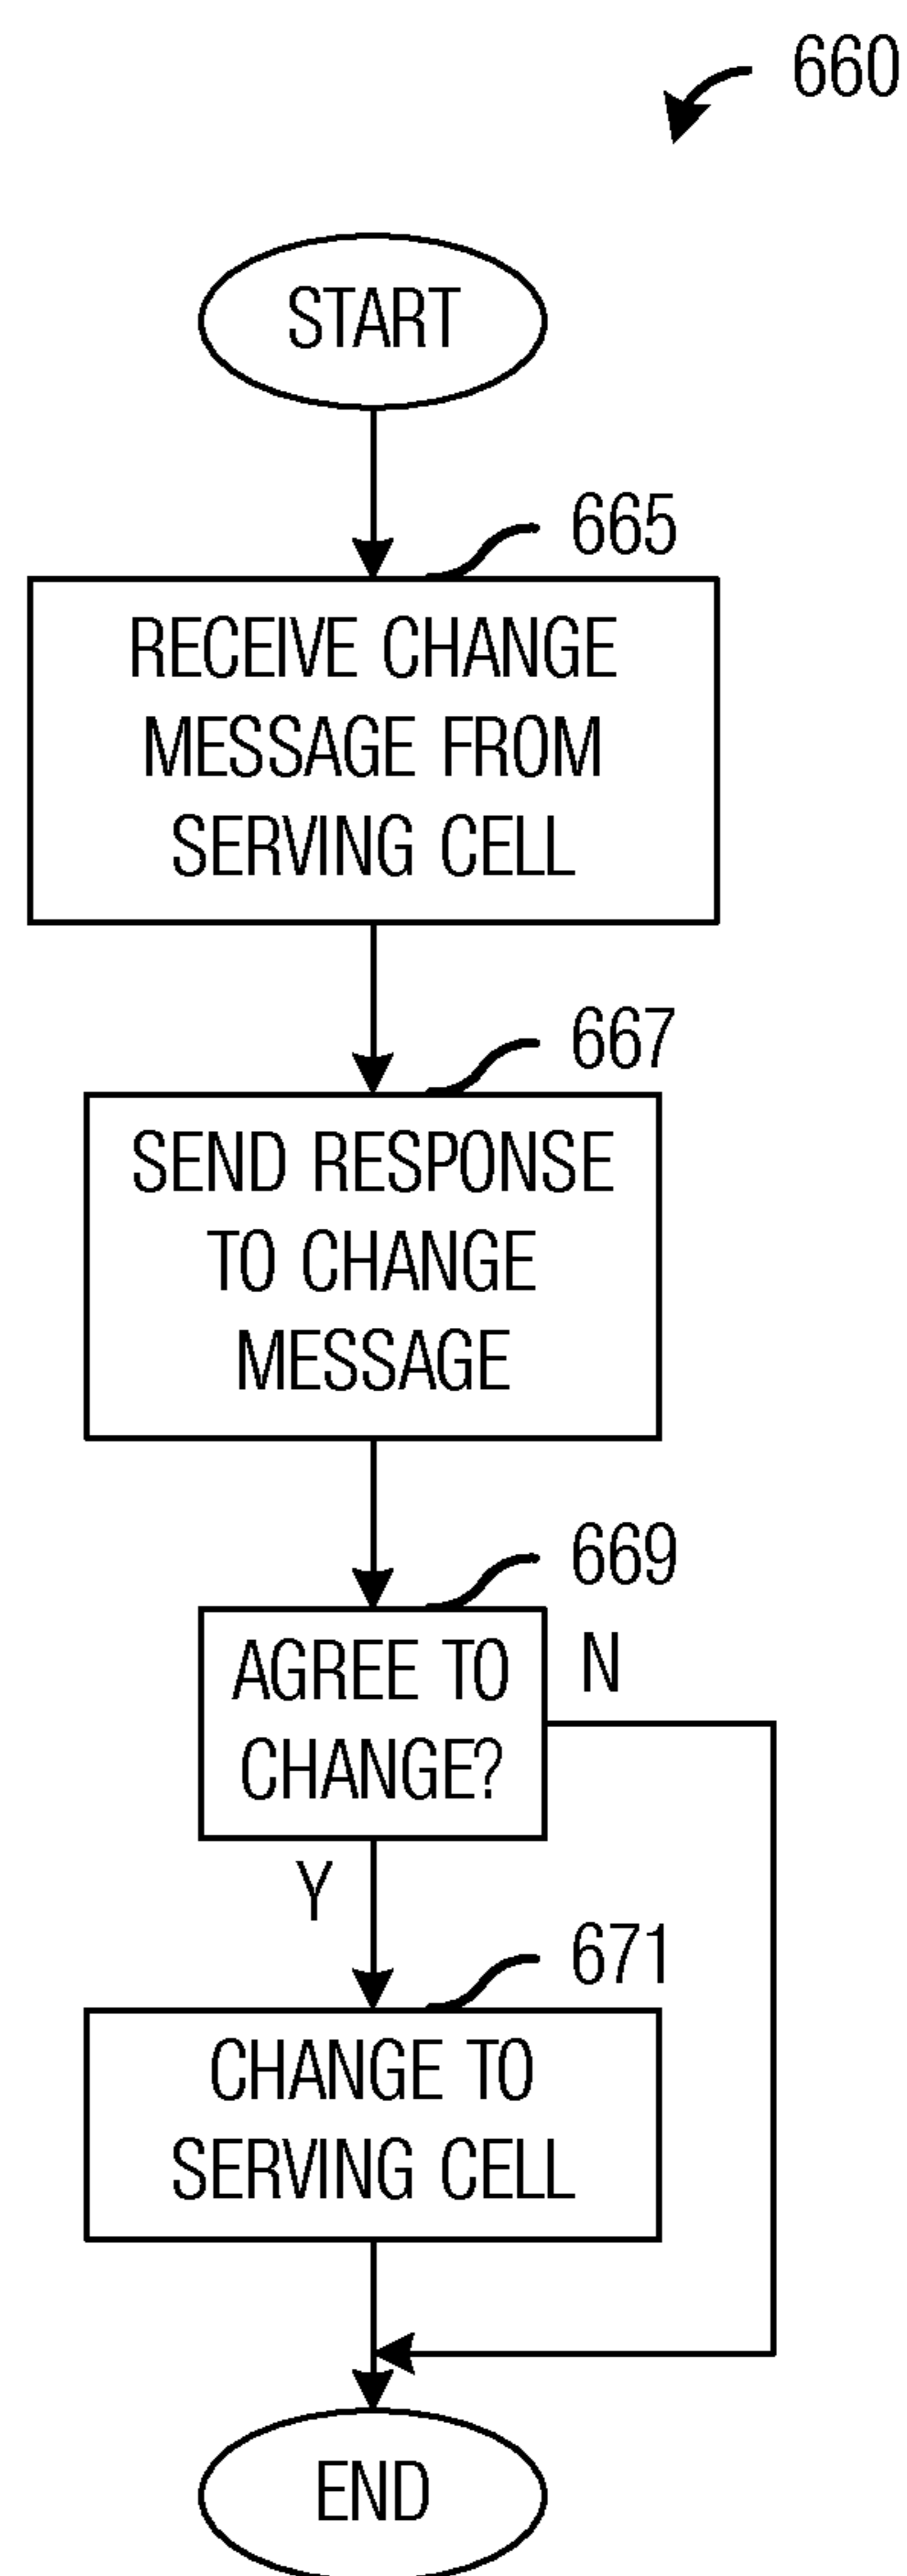 660
START
665
RECEIVE CHANGE
MESSAGE FROM
SERVING CELL
667
SEND RESPONSE
TO CHANGE
MESSAGE
669
AGREE TO
CHANGE?
N
Y
671
CHANGE TO
SERVING CELL
END